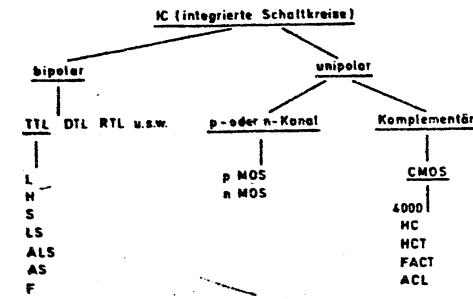 IC (integrierte Schaltkreise)
bipolar
unipolar
TTL DTL RTL u.s.w.
p-oder n-Kanal
Komplementär
L
H
S
LS
ALS
AS
F
p MOS
n MOS
CMOS
4000
HC
HCT
FACT
ACL